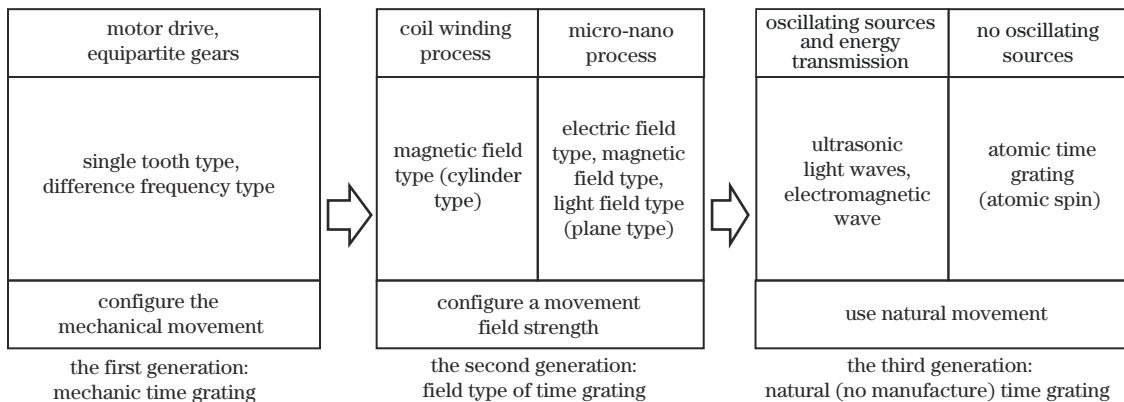 motor drive,
equipartite gears
single tooth type,
difference frequency type
configure the
mechanical movement
the first generation:
mechanic time grating
coil winding
process
micro-nano
process
magnetic field
type (cylinder
type)
electric field
type, magnetic
field type,
light field type
(plane type)
configure a movement
field strength
the second generation:
field type of time grating
oscillating sources
and energy
transmission
no oscillating
sources
ultrasonic
light waves,
electromagnetic
wave
atomic time
grating
(atomic spin)
use natural movement
the third generation:
natural (no manufacture) time grating